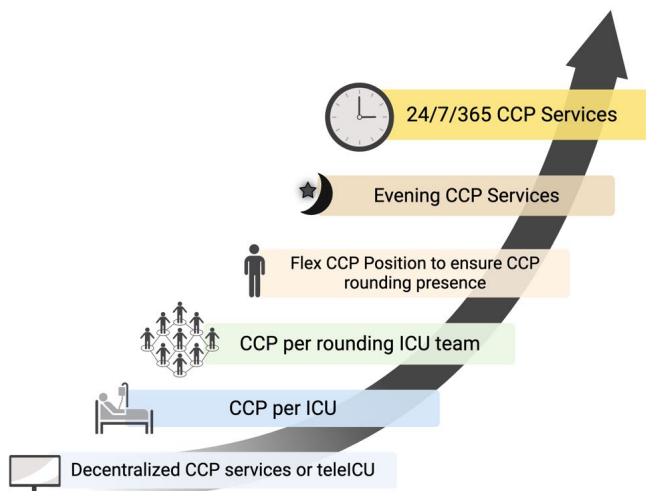 24/7/365 CCP Services
Evening CCP Services
Flex CCP Position to ensure CCP
rounding presence
CCP per rounding ICU team
CCP per ICU
Decentralized CCP services or teleICU